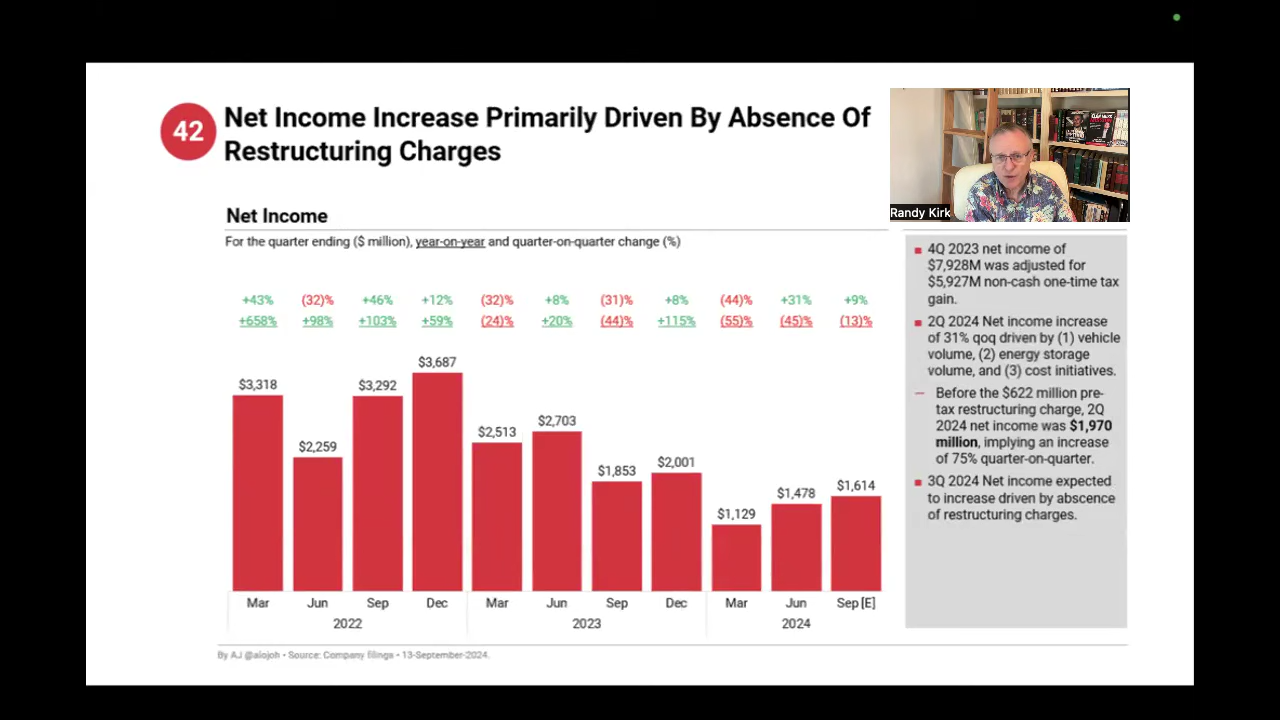 42
Net Income Increase Primarily Driven By Absence Of
Restructuring Charges
Randy Kirk
Net Income
For the quarter ending ($ million), year-on-year and quarter-on-quarter change (%)
+43% (32)% +46% +12% (32)% +8% (31)% +8% (44)% +31% +9%
+658% +98% +103% +59% (24)% +20% (44)% +115% (55)% (45)% (13)%
$3,318 $2,259 $3,292 $3,687 $2,513 $2,703 $1,853 $2,001 $1,129 $1,478 $1,614
Mar Jun Sep Dec Mar Jun Sep Dec Mar Jun Sep [E]
2022 2023 2024
4Q 2023 net income of
$7,928M was adjusted for
$5,927M non-cash one-time tax
gain.
2Q 2024 Net income increase
of 31% qoq driven by (1) vehicle
volume, (2) energy storage
volume, and (3) cost initiatives.
Before the $622 million pre-
tax restructuring charge, 2Q
2024 net income was $1,970
million, implying an increase
of 75% quarter-on-quarter.
3Q 2024 Net income expected
to increase driven by abscence
of restructuring charges.
By AJ @alojoh • Source: Company filings • 13-September-2024.